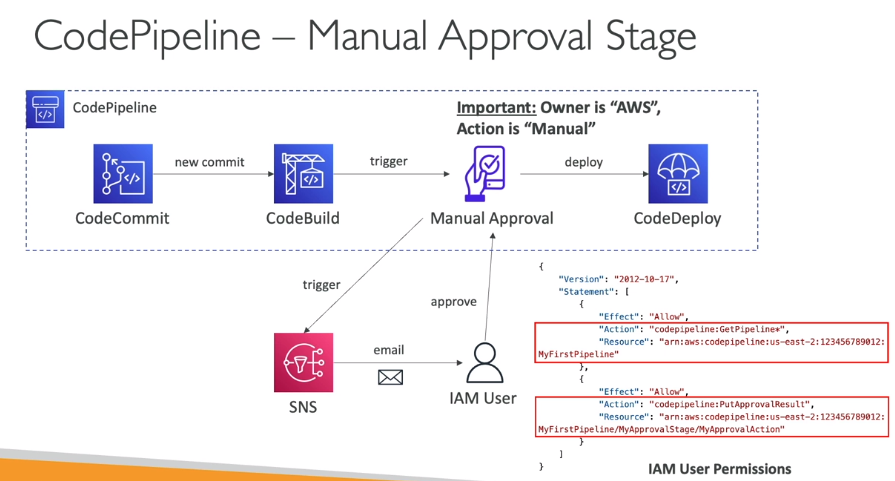 CodePipeline – Manual Approval Stage
CodePipeline
Important: Owner is “AWS”,
Action is “Manual”
new commit
trigger
deploy
CodeCommit
CodeBuild
Manual Approval
CodeDeploy
trigger
approve
email
SNS
IAM User
{
"Version": "2012-10-17",
"Statement": [
{
"Effect": "Allow",
"Action": "codepipeline:GetPipeline*",
"Resource": "arn:aws:codepipeline:us-east-2:123456789012:
MyFirstPipeline"
},
{
"Effect": "Allow",
"Action": "codepipeline:PutApprovalResult",
"Resource": "arn:aws:codepipeline:us-east-2:123456789012:
MyFirstPipeline/MyApprovalStage/MyApprovalAction"
}
]
}
IAM User Permissions